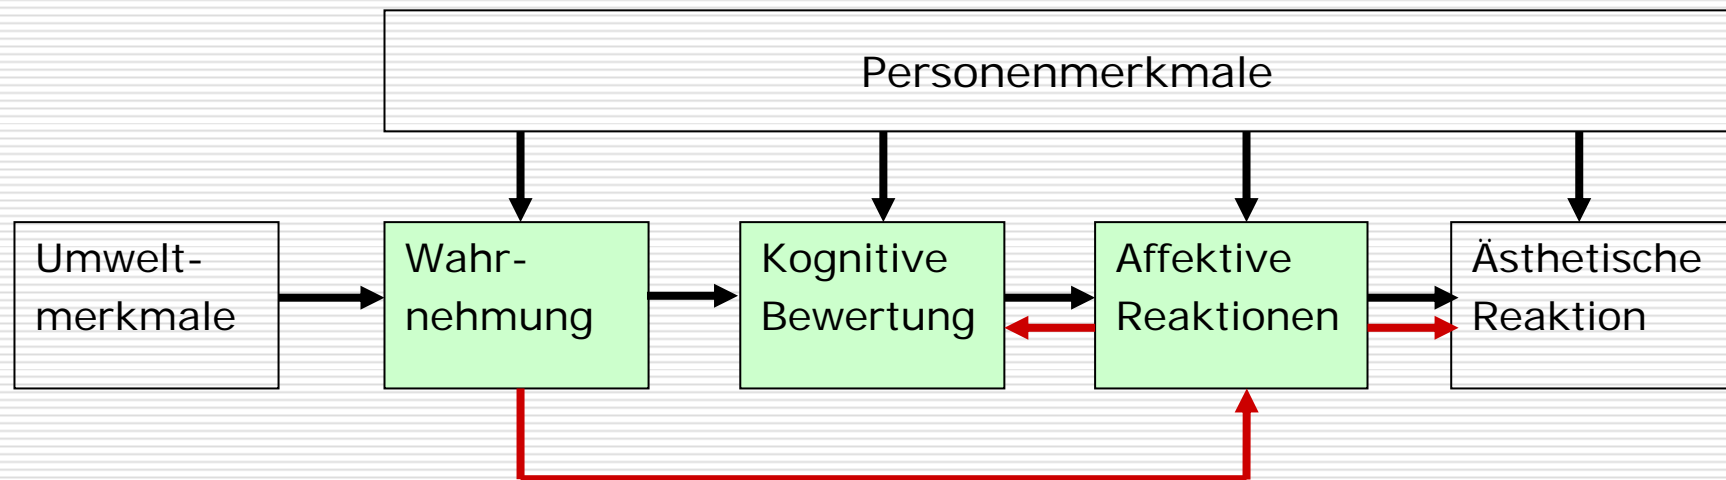 Personenmerkmale
Umwelt-
merkmale
Wahr-
nehmung
Kognitive
Bewertung
Affektive
Reaktionen
Ästhetische
Reaktion